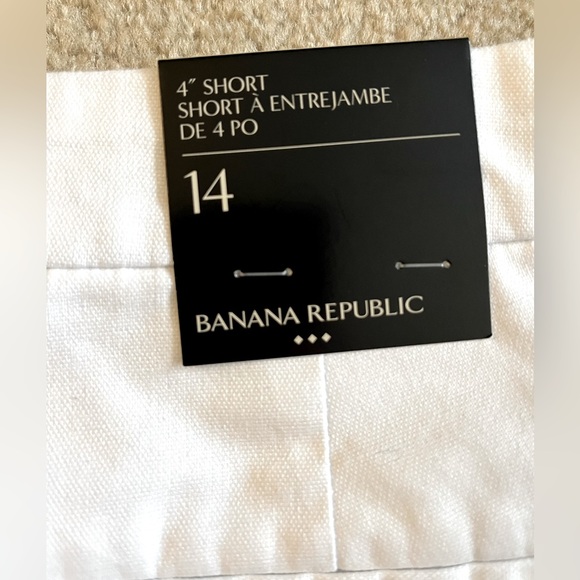 4″ SHORT
SHORT À ENTREJAMBE
DE 4 PO
14
BANANA REPUBLIC